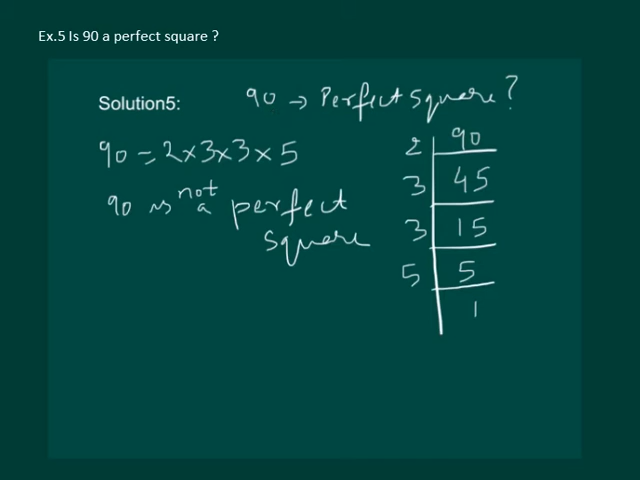 Ex.5 Is 90 a perfect square ?
Solution5: 90 → Perfect Square ?
90 = 2×3×3×5
90 is not a perfect
square
2 | 90
3 | 45
3 | 15
5 | 5
| 1